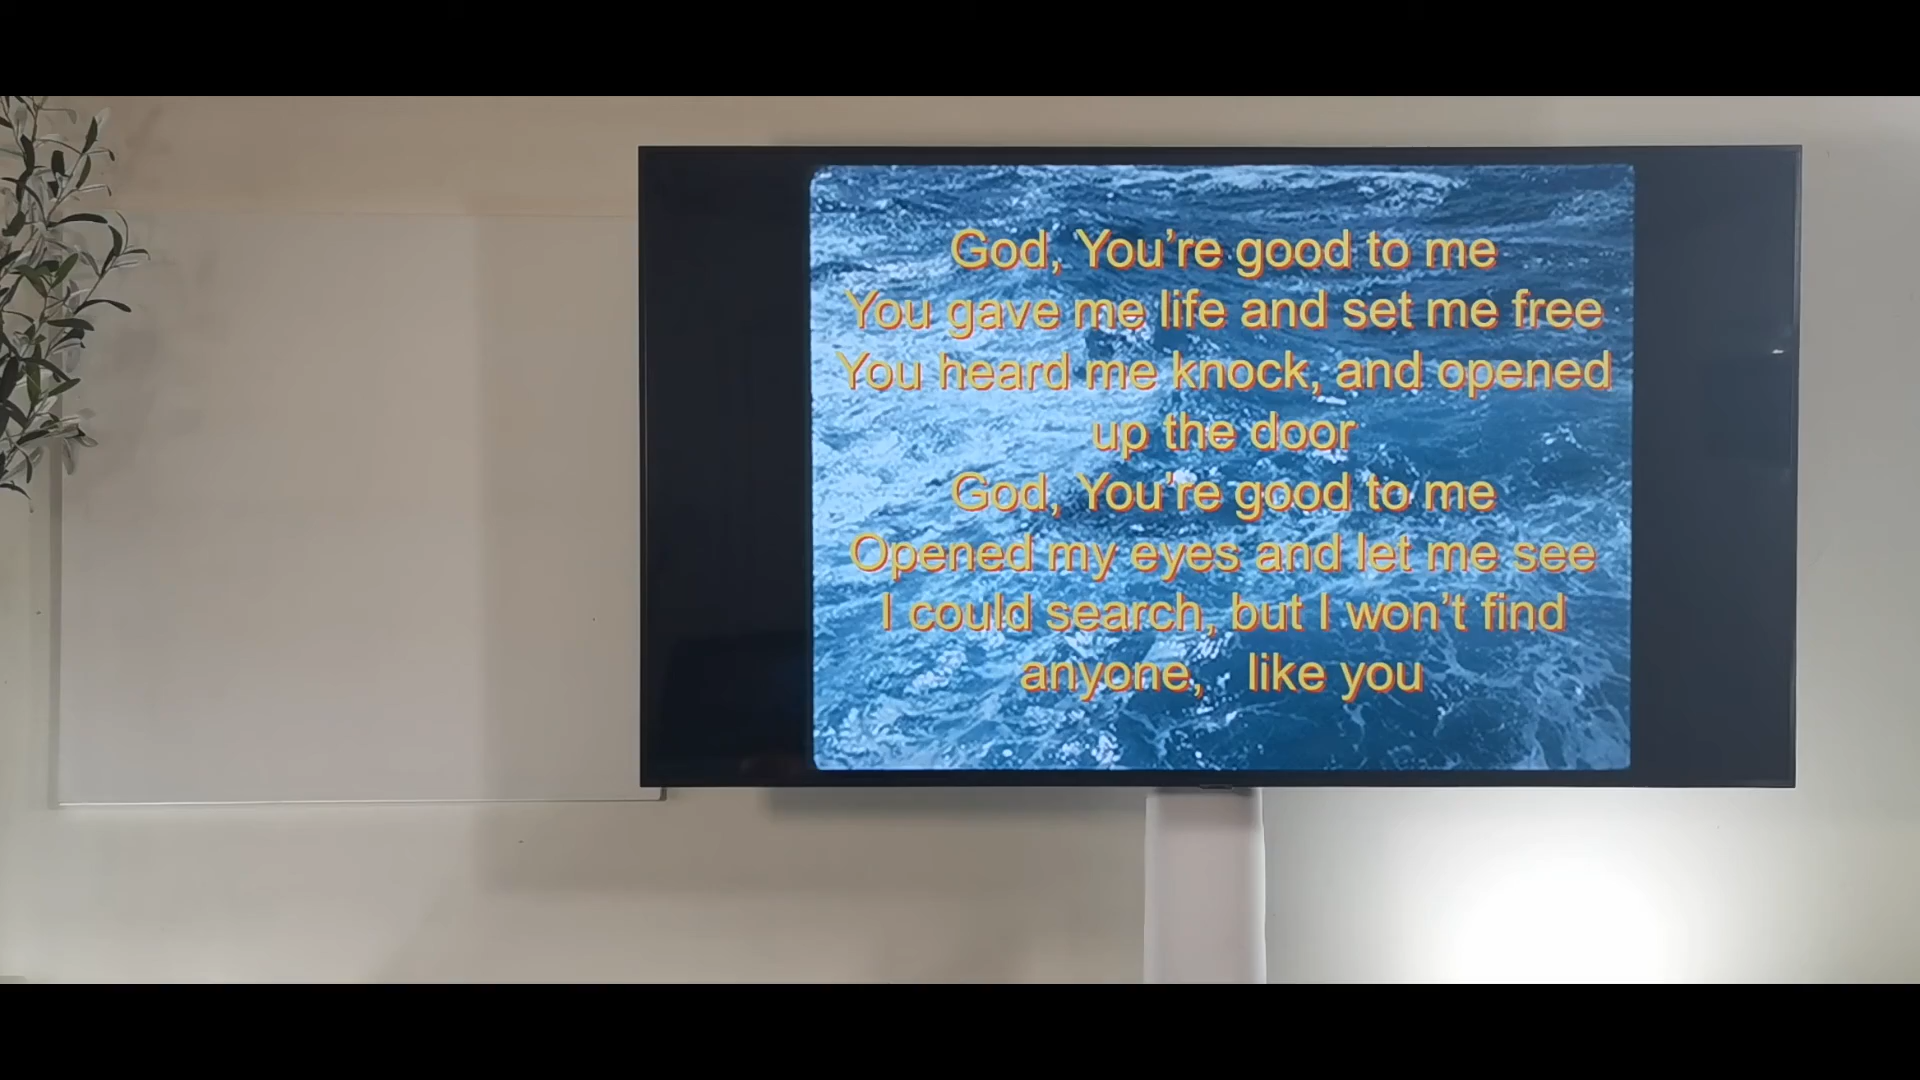 God, You’re good to me
You gave me life and set me free
You heard me knock, and opened
up the door
God, You’re good to me
Opened my eyes and let me see
I could search, but I won’t find
anyone, like you